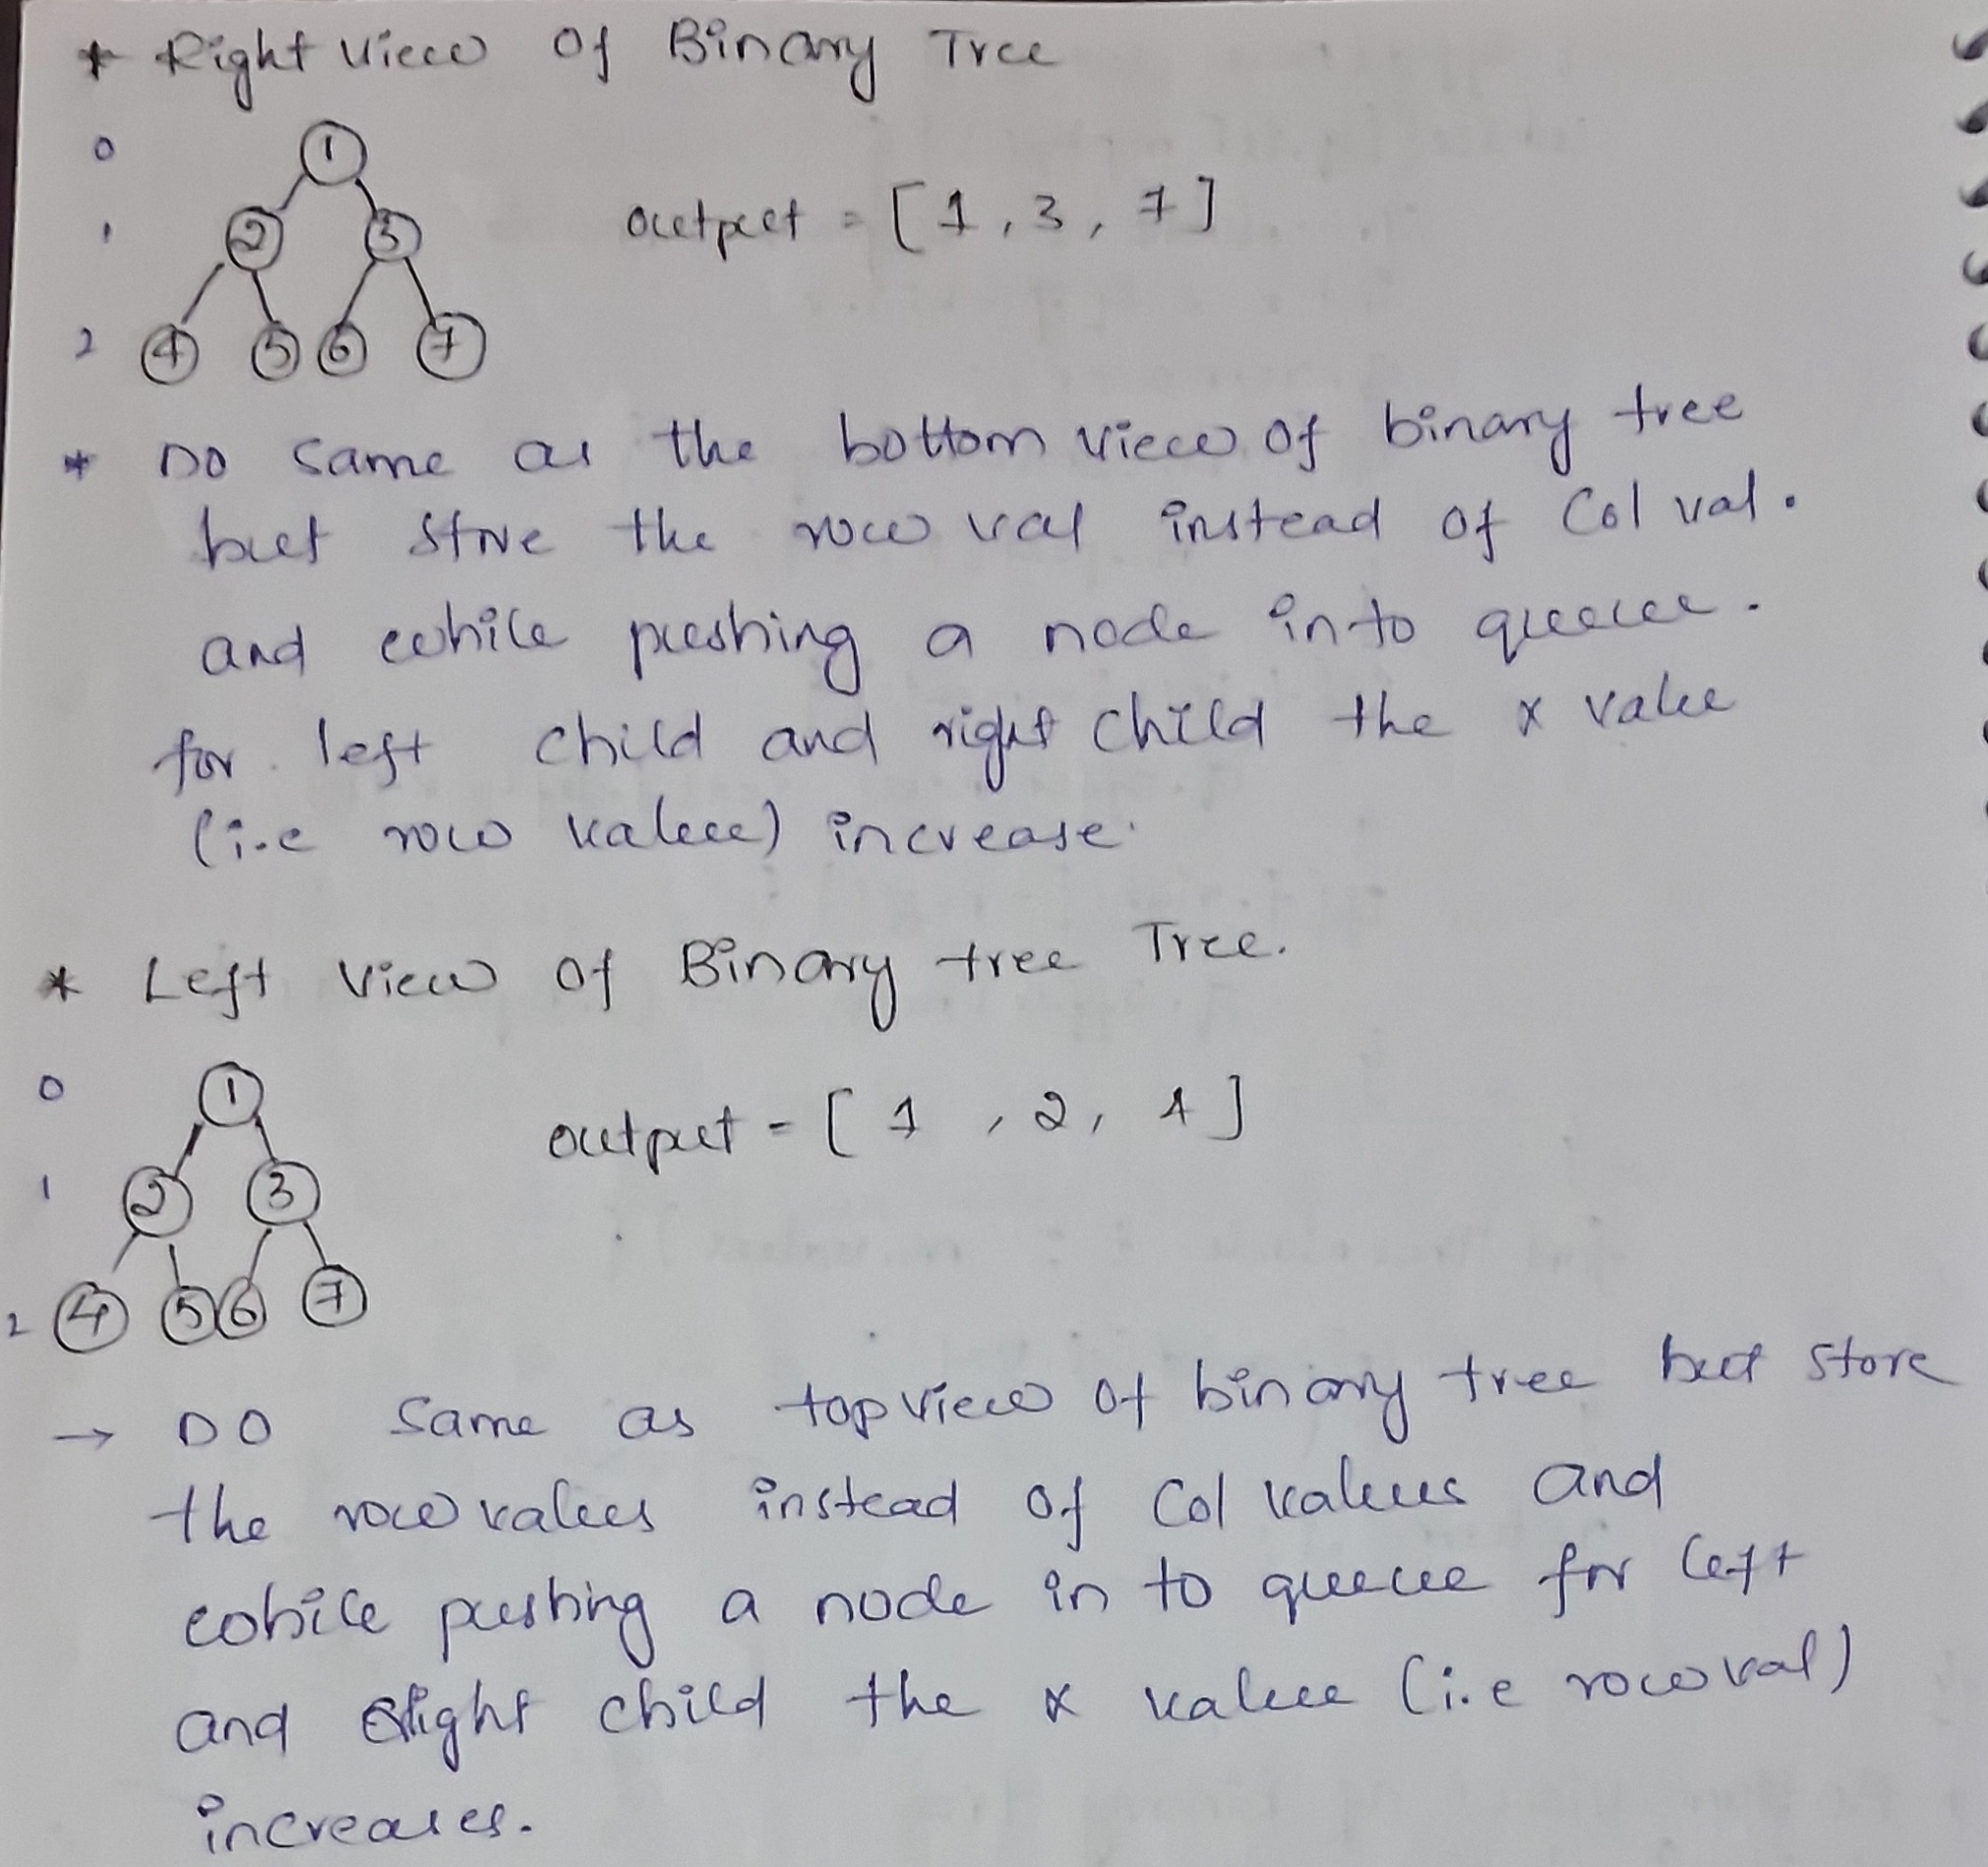 * Right View Of Binary Tree
0 1
1 2 3 output = [1, 3, 7]
2 4 5 6 7
* DO same as the bottom view of binary tree
but store the row val instead of Col val.
and while pushing a node into queue.
for left child and right child the x value
(i.e row value) increase.
* Left View of Binary tree Tree.
0 1
output = [1, 2, 4]
1 2 3
2 4 5 6 7
→ DO same as top view of binary tree but store
the row values instead of Col values and
while pushing a node in to queue for left
and right child the x value (i.e row val)
increases.